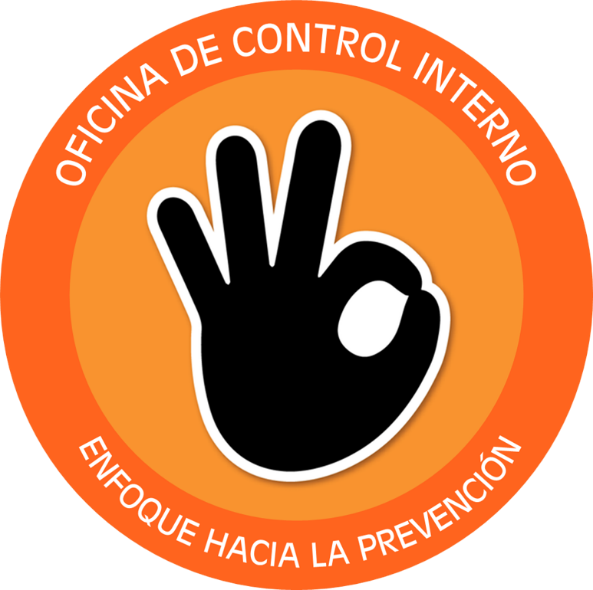 OFICINA DE CONTROL INTERNO
ENFOQUE HACIA LA PREVENCIÓN